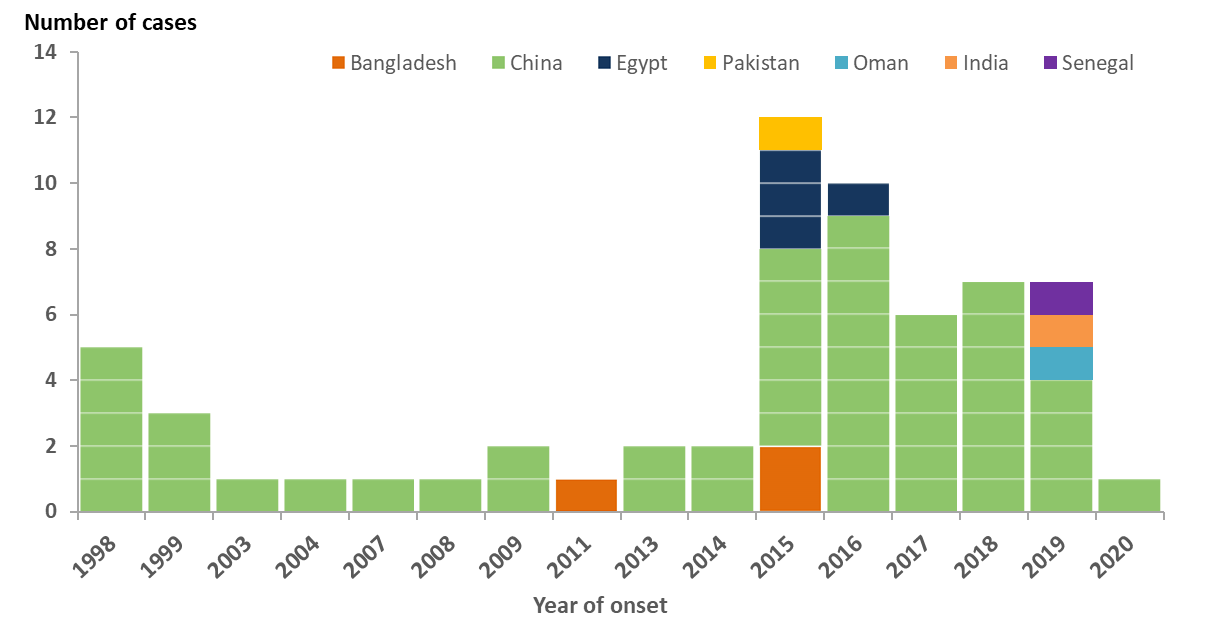 Number of cases
Bangladesh China Egypt Pakistan Oman India Senegal
14
12
10
8
6
4
2
0
1998 1999 2003 2004 2007 2008 2009 2011 2013 2014 2015 2016 2017 2018 2019 2020
Year of onset